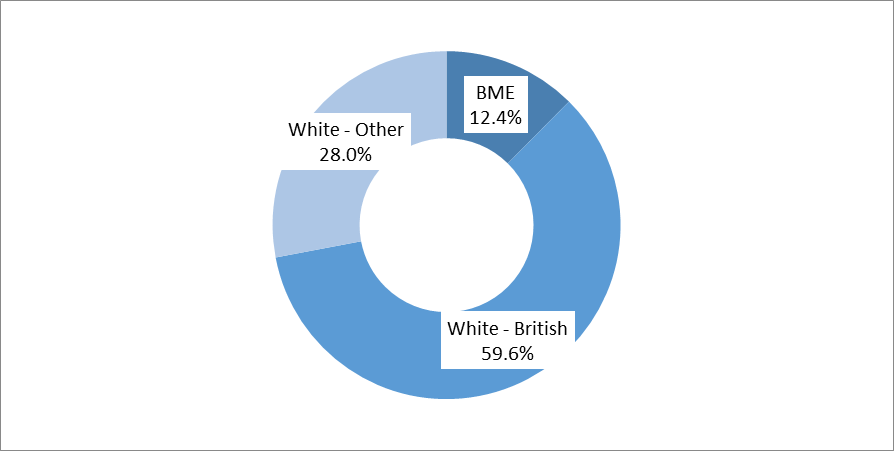 BME
12.4%
White - Other
28.0%
White - British
59.6%